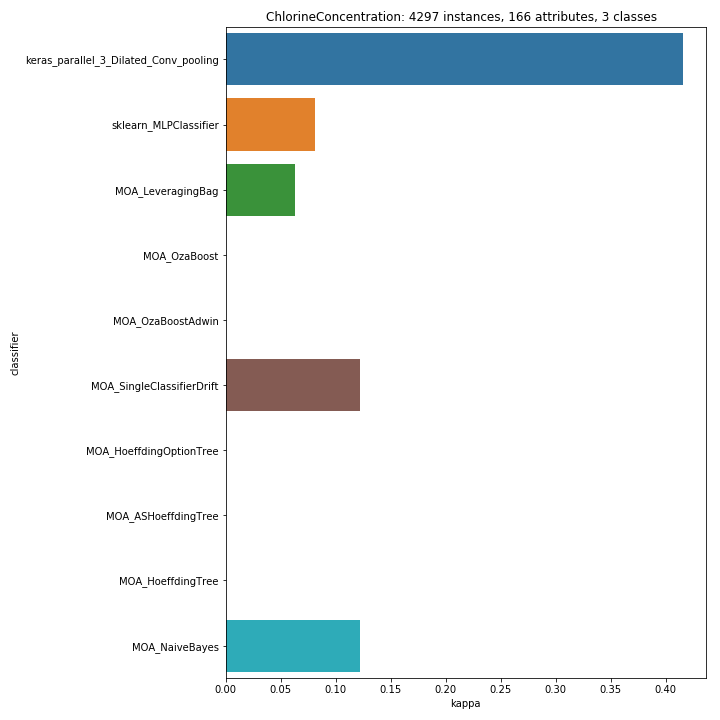 ChlorineConcentration: 4297 instances, 166 attributes, 3 classes
keras_parallel_3_Dilated_Conv_pooling
sklearn_MLPClassifier
MOA_LeveragingBag
MOA_OzaBoost
MOA_OzaBoostAdwin
classifier
MOA_SingleClassifierDrift
MOA_HoeffdingOptionTree
MOA_ASHoeffdingTree
MOA_HoeffdingTree
MOA_NaiveBayes
0.00 0.05 0.10 0.15 0.20 0.25 0.30 0.35 0.40
kappa